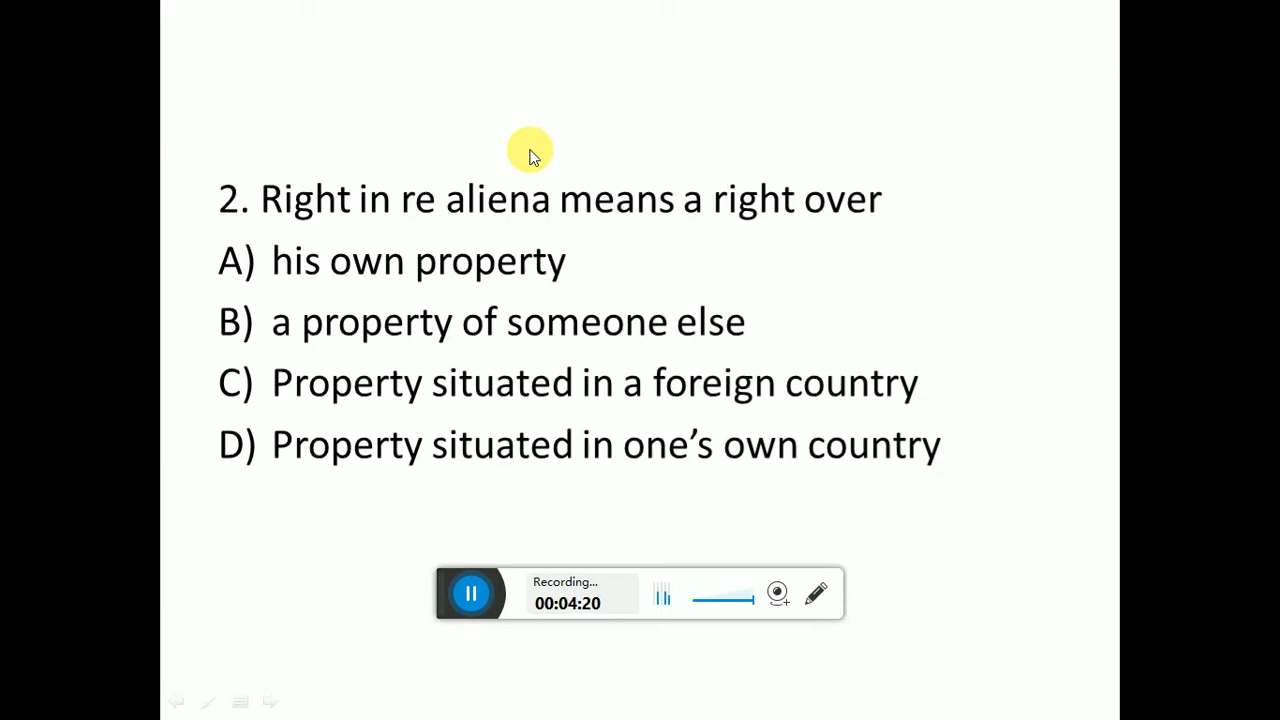 2. Right in re aliena means a right over
A) his own property
B) a property of someone else
C) Property situated in a foreign country
D) Property situated in one’s own country
Recording...
00:04:20